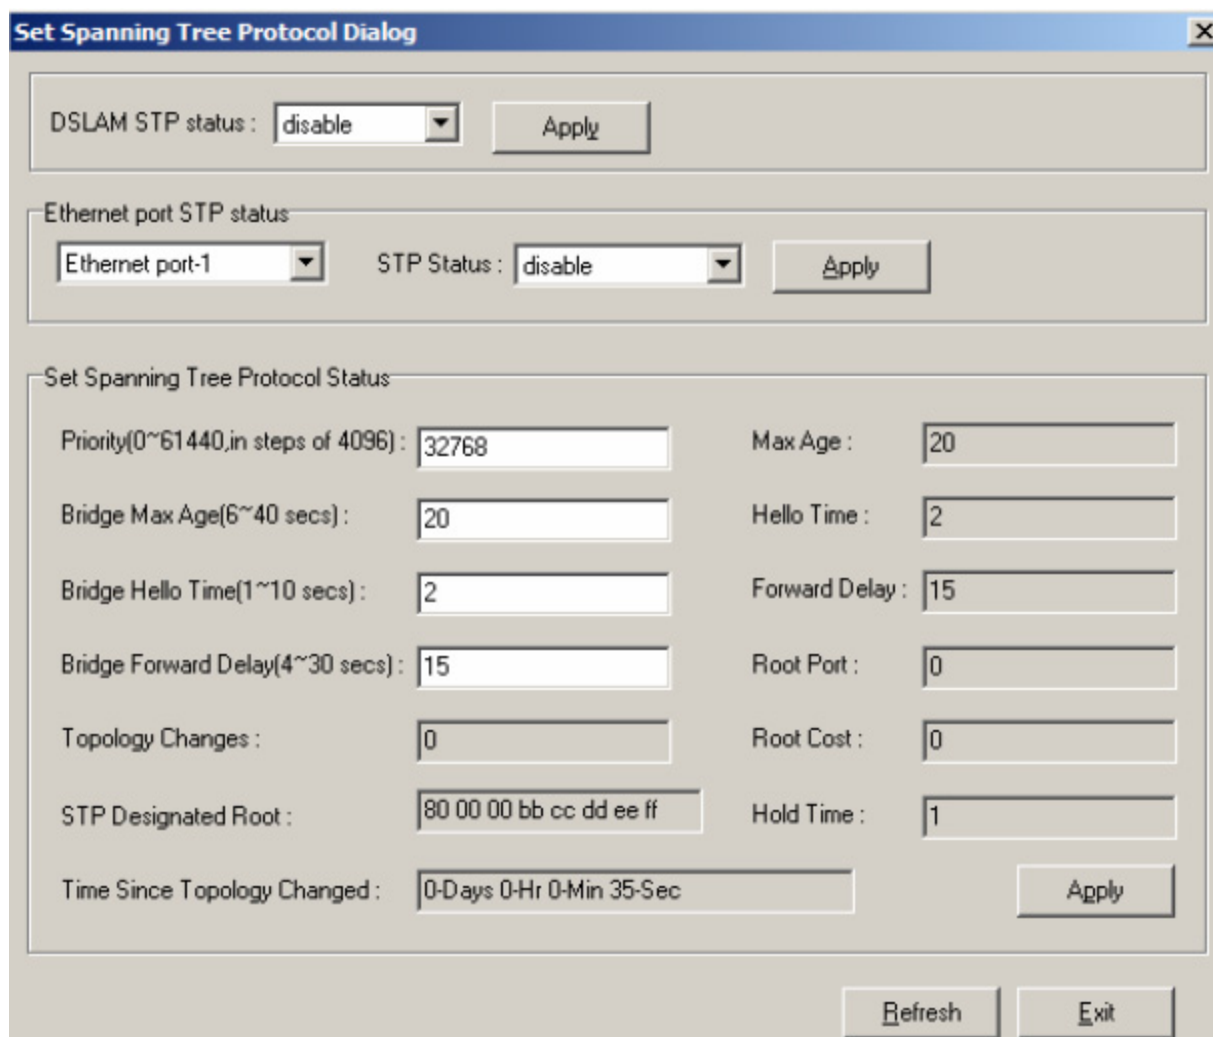 Set Spanning Tree Protocol Dialog
DSLAM STP status : disable Apply
Ethernet port STP status
Ethernet port-1 STP Status : disable Apply
Set Spanning Tree Protocol Status
Priority(0~61440,in steps of 4096) : 32768 Max Age : 20
Bridge Max Age(6~40 secs) : 20 Hello Time : 2
Bridge Hello Time(1~10 secs) : 2 Forward Delay : 15
Bridge Forward Delay(4~30 secs) : 15 Root Port : 0
Topology Changes : 0 Root Cost : 0
STP Designated Root : 80 00 00 bb cc dd ee ff Hold Time : 1
Time Since Topology Changed : 0-Days 0-Hr 0-Min 35-Sec Apply
Refresh Exit